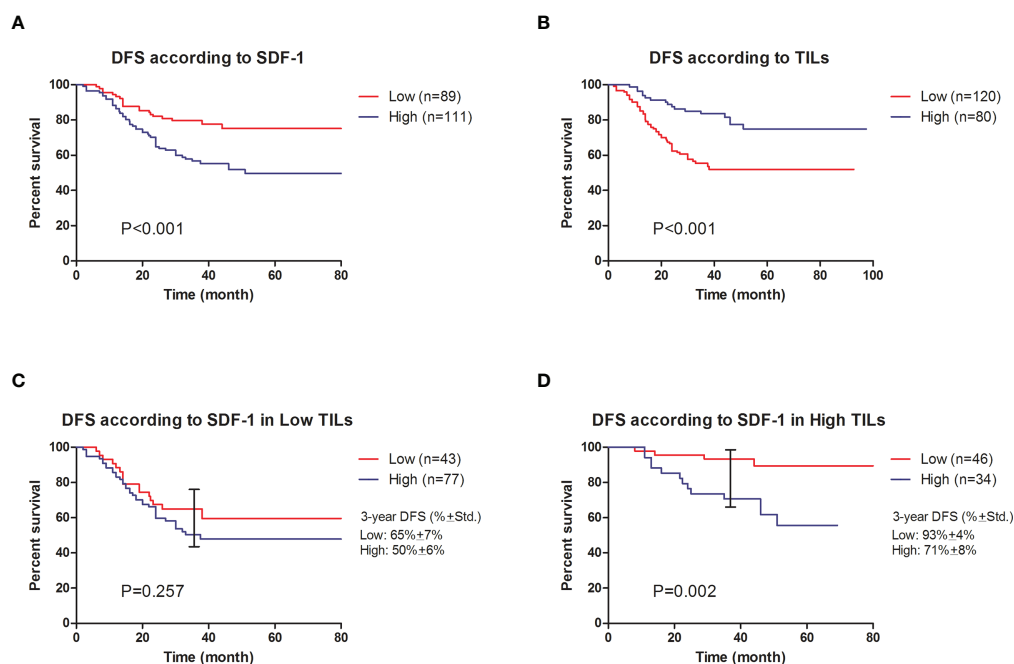 A
DFS according to SDF-1
Percent survival
100
80
60
40
20
0
0 20 40 60 80
Time (month)
Low (n=89)
High (n=111)
P<0.001
B
DFS according to TILs
Percent survival
100
80
60
40
20
0
0 20 40 60 80 100
Time (month)
Low (n=120)
High (n=80)
P<0.001
C
DFS according to SDF-1 in Low TILs
Percent survival
100
80
60
40
20
0
0 20 40 60 80
Time (month)
Low (n=43)
High (n=77)
3-year DFS (%±Std.)
Low: 65%±7%
High: 50%±6%
P=0.257
D
DFS according to SDF-1 in High TILs
Percent survival
100
80
60
40
20
0
0 20 40 60 80
Time (month)
Low (n=46)
High (n=34)
3-year DFS (%±Std.)
Low: 93%±4%
High: 71%±8%
P=0.002